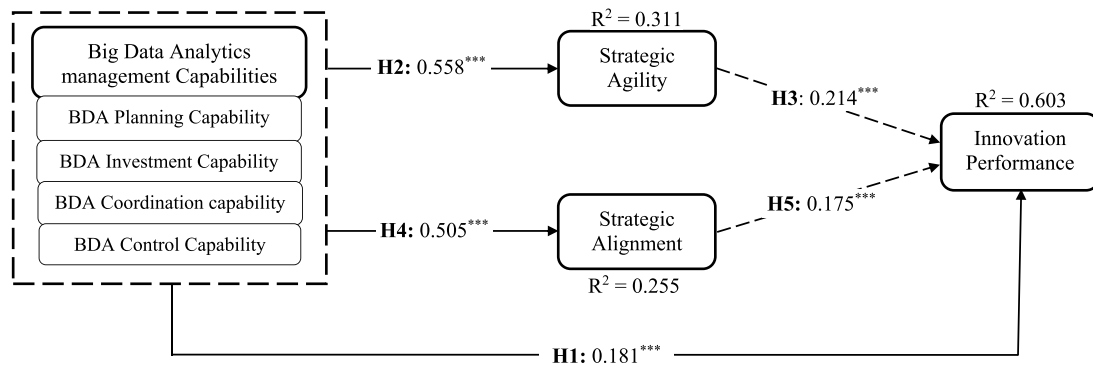 Big Data Analytics
management Capabilities
BDA Planning Capability
BDA Investment Capability
BDA Coordination capability
BDA Control Capability
H2: 0.558***
H4: 0.505***
R² = 0.311
Strategic
Agility
Strategic
Alignment
R² = 0.255
H3: 0.214***
H5: 0.175***
R² = 0.603
Innovation
Performance
H1: 0.181***